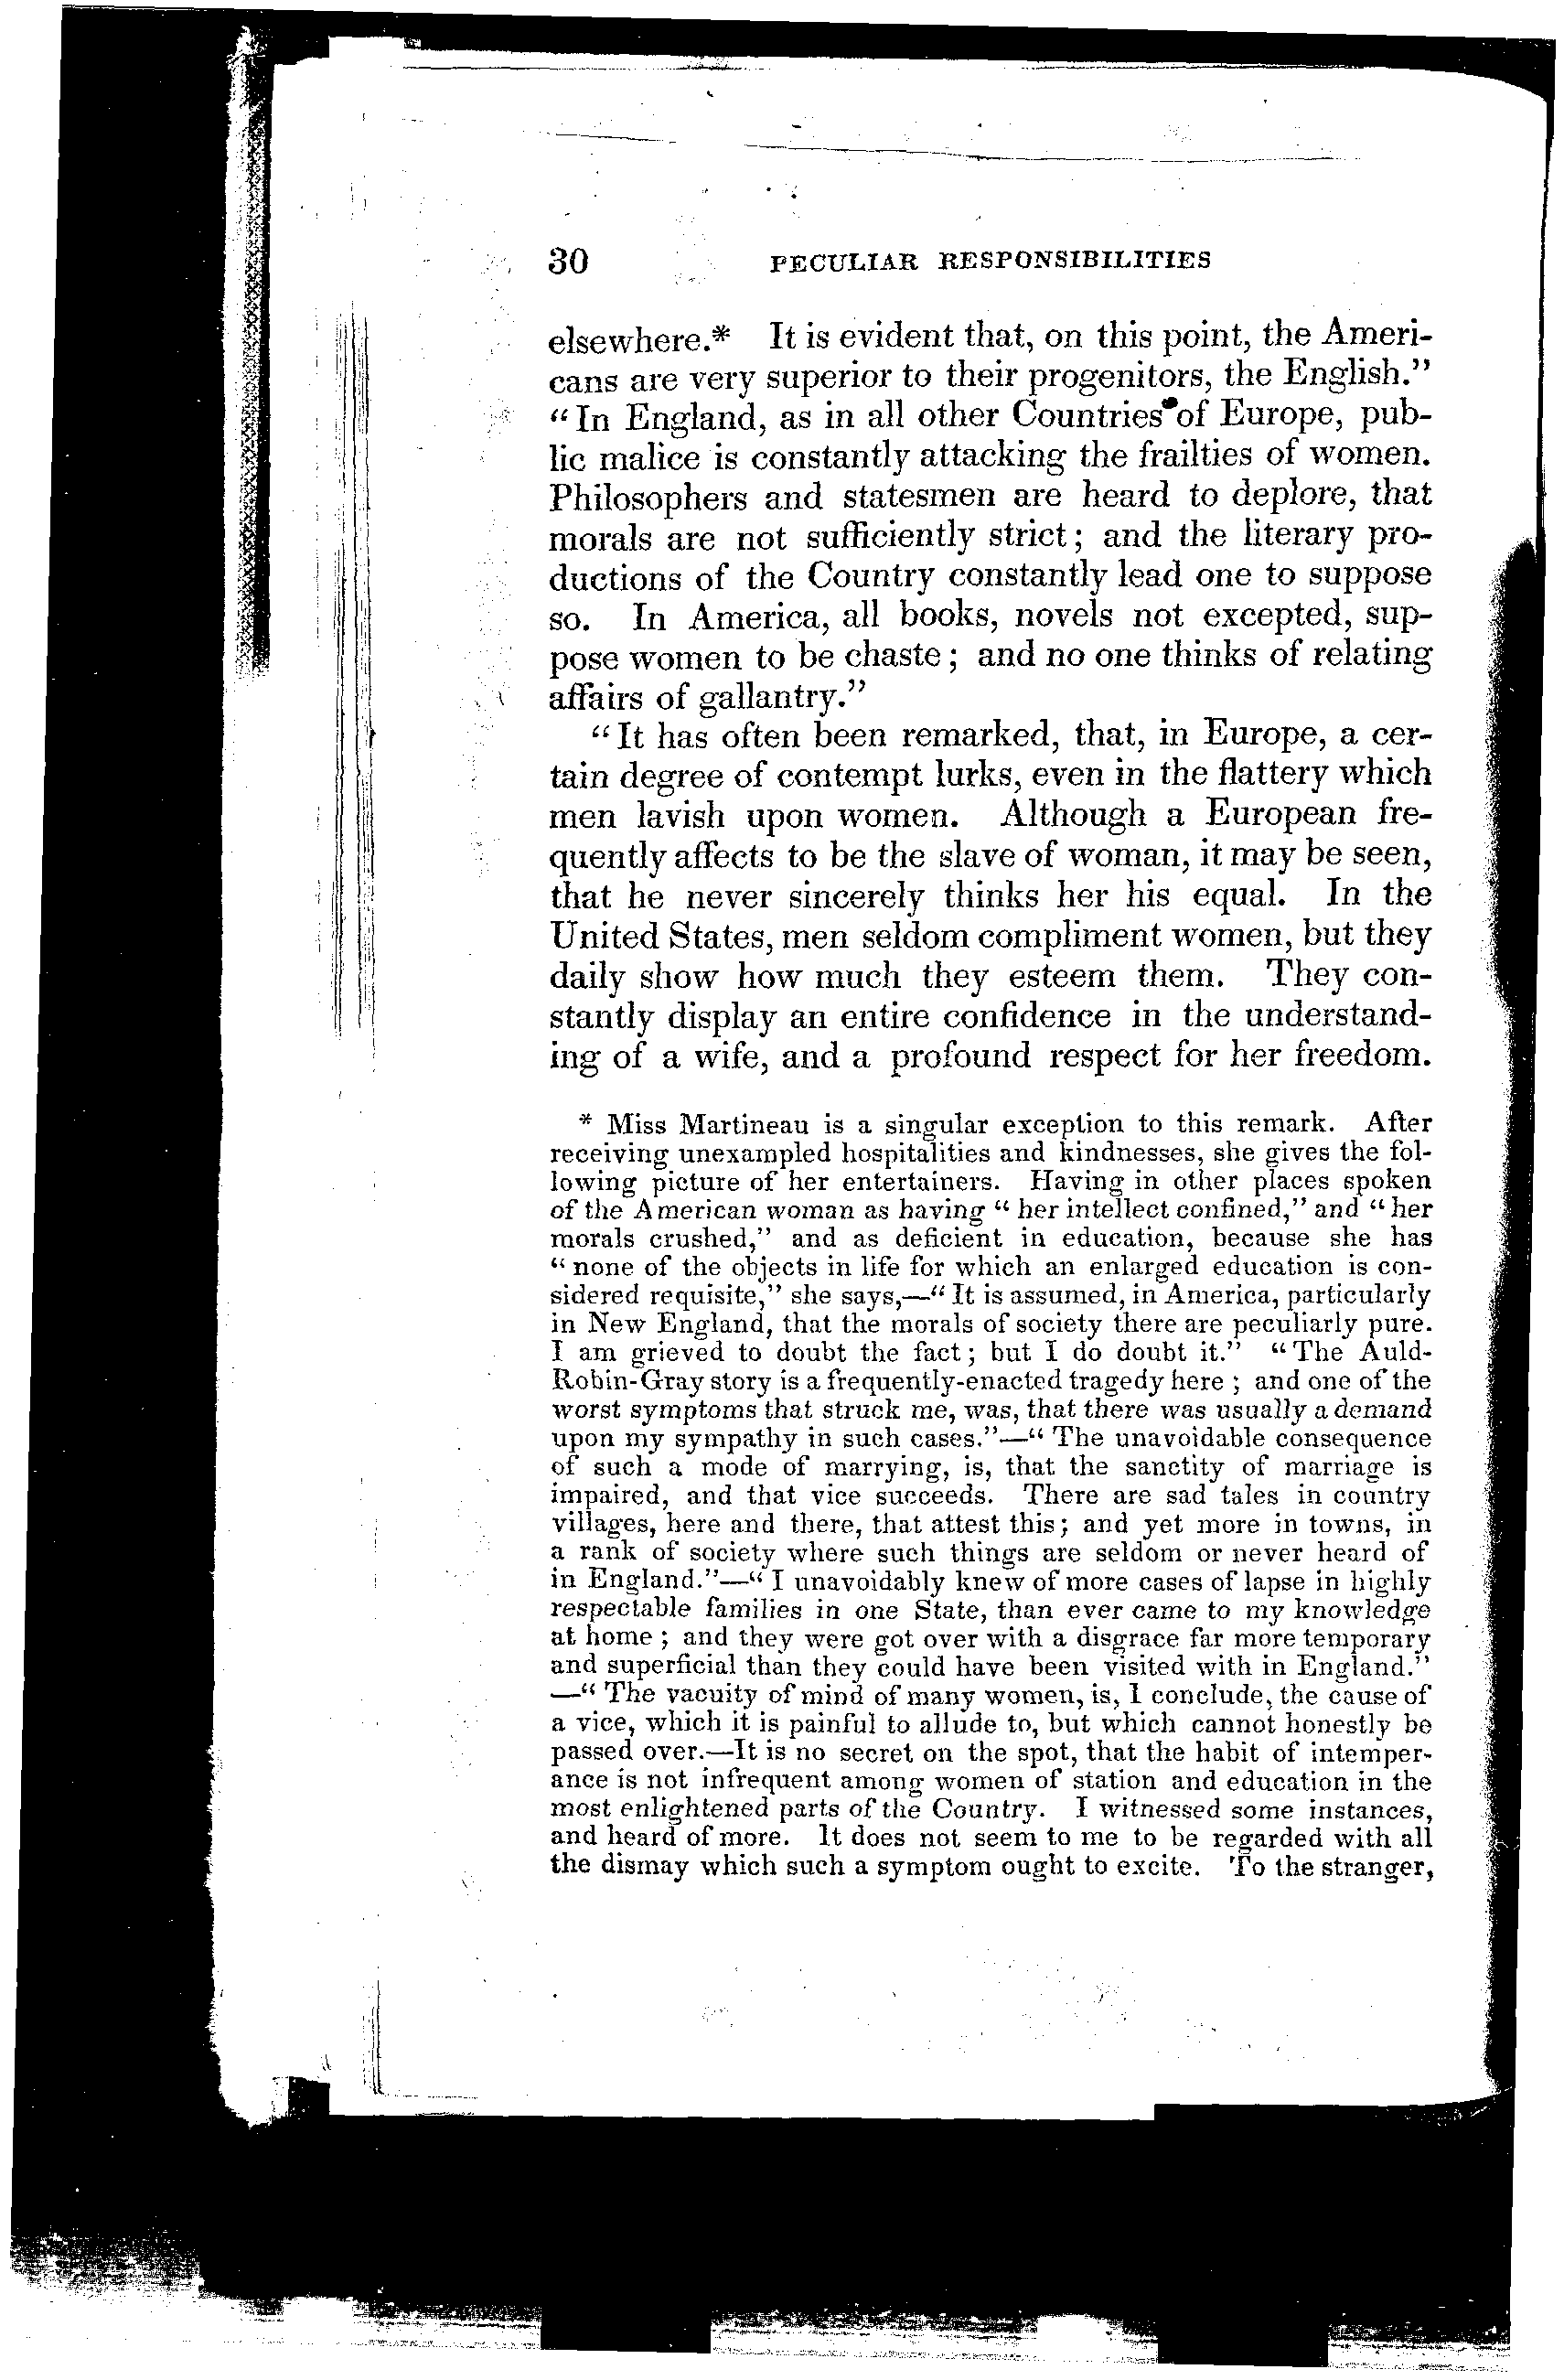 30 PECULIAR RESPONSIBILITIES
elsewhere.* It is evident that, on this point, the Ameri-
cans are very superior to their progenitors, the English."
"In England, as in all other Countries of Europe, pub-
lic malice is constantly attacking the frailties of women.
Philosophers and statesmen are heard to deplore, that
morals are not sufficiently strict; and the literary pro-
ductions of the Country constantly lead one to suppose
so. In America, all books, novels not excepted, sup-
pose women to be chaste; and no one thinks of relating
affairs of gallantry."
"It has often been remarked, that, in Europe, a cer-
tain degree of contempt lurks, even in the flattery which
men lavish upon women. Although a European fre-
quently affects to be the slave of woman, it may be seen,
that he never sincerely thinks her his equal. In the
United States, men seldom compliment women, but they
daily show how much they esteem them. They con-
stantly display an entire confidence in the understand-
ing of a wife, and a profound respect for her freedom.
* Miss Martineau is a singular exception to this remark. After
receiving unexampled hospitalities and kindnesses, she gives the fol-
lowing picture of her entertainers. Having in other places spoken
of the American woman as having "her intellect confined," and "her
morals crushed," and as deficient in education, because she has
"none of the objects in life for which an enlarged education is con-
sidered requisite," she says,—"It is assumed, in America, particularly
in New England, that the morals of society there are peculiarly pure.
I am grieved to doubt the fact; but I do doubt it." "The Auld-
Robin-Gray story is a frequently-enacted tragedy here; and one of the
worst symptoms that struck me, was, that there was usually a demand
upon my sympathy in such cases."—"The unavoidable consequence
of such a mode of marrying, is, that the sanctity of marriage is
impaired, and that vice succeeds. There are sad tales in country
villages, here and there, that attest this; and yet more in towns, in
a rank of society where such things are seldom or never heard of
in England."—"I unavoidably knew of more cases of lapse in highly
respectable families in one State, than ever came to my knowledge
at home; and they were got over with a disgrace far more temporary
and superficial than they could have been visited with in England."
—"The vacuity of mind of many women, is, I conclude, the cause of
a vice, which it is painful to allude to, but which cannot honestly be
passed over.—It is no secret on the spot, that the habit of intemper-
ance is not infrequent among women of station and education in the
most enlightened parts of the Country. I witnessed some instances,
and heard of more. It does not seem to me to be regarded with all
the dismay which such a symptom ought to excite. To the stranger,